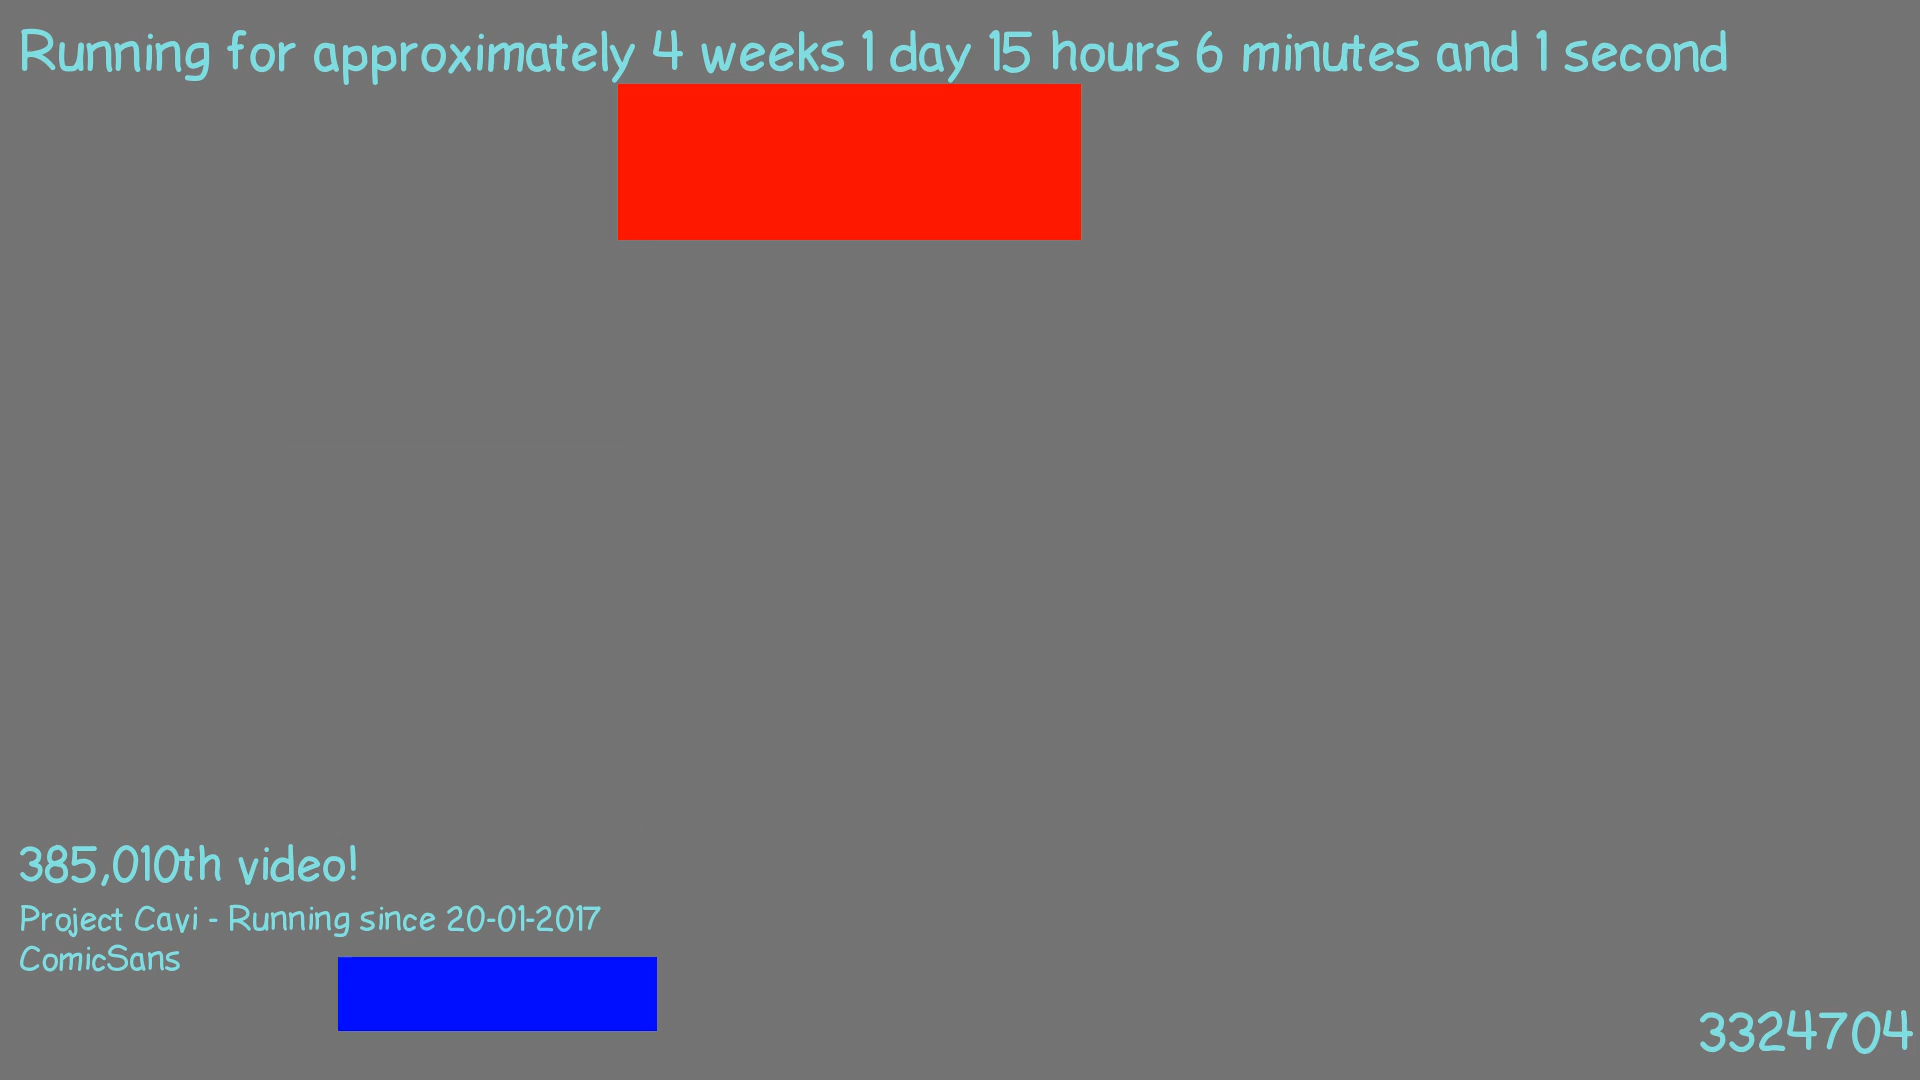 Running for approximately 4 weeks 1 day 15 hours 6 minutes and 1 second
385,010th video!
Project Cavi - Running since 20-01-2017
ComicSans
3324704